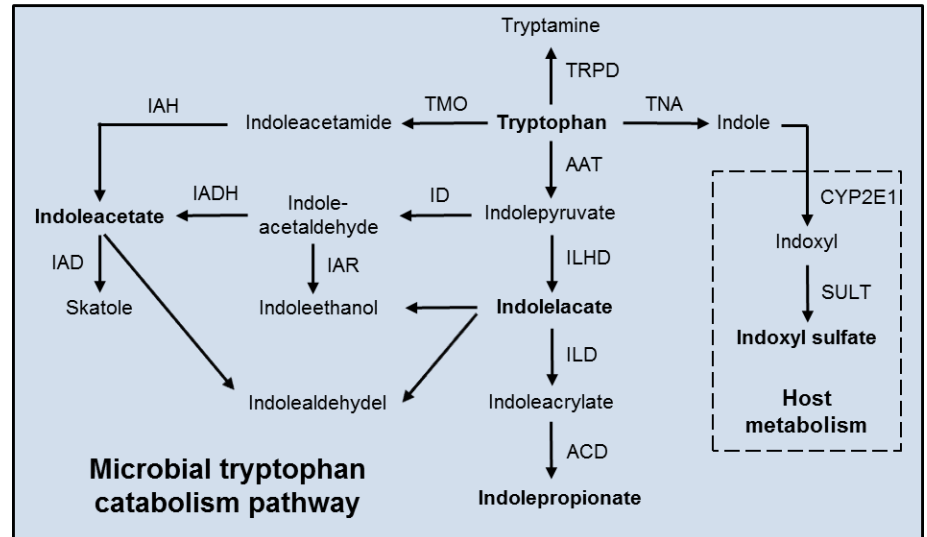 Tryptamine
TRPD
IAH
TMO
TNA
Indoleacetamide
Tryptophan
Indole
AAT
CYP2E1
IADH
ID
Indole-
acetaldehyde
Indoleacetate
Indolepyruvate
Indoxyl
IAD
IAR
ILHD
SULT
Skatole
Indoleethanol
Indolelacate
Indoxyl sulfate
ILD
Indolealdehydel
Indoleacrylate
Host
metabolism
ACD
Microbial tryptophan
catabolism pathway
Indolepropionate